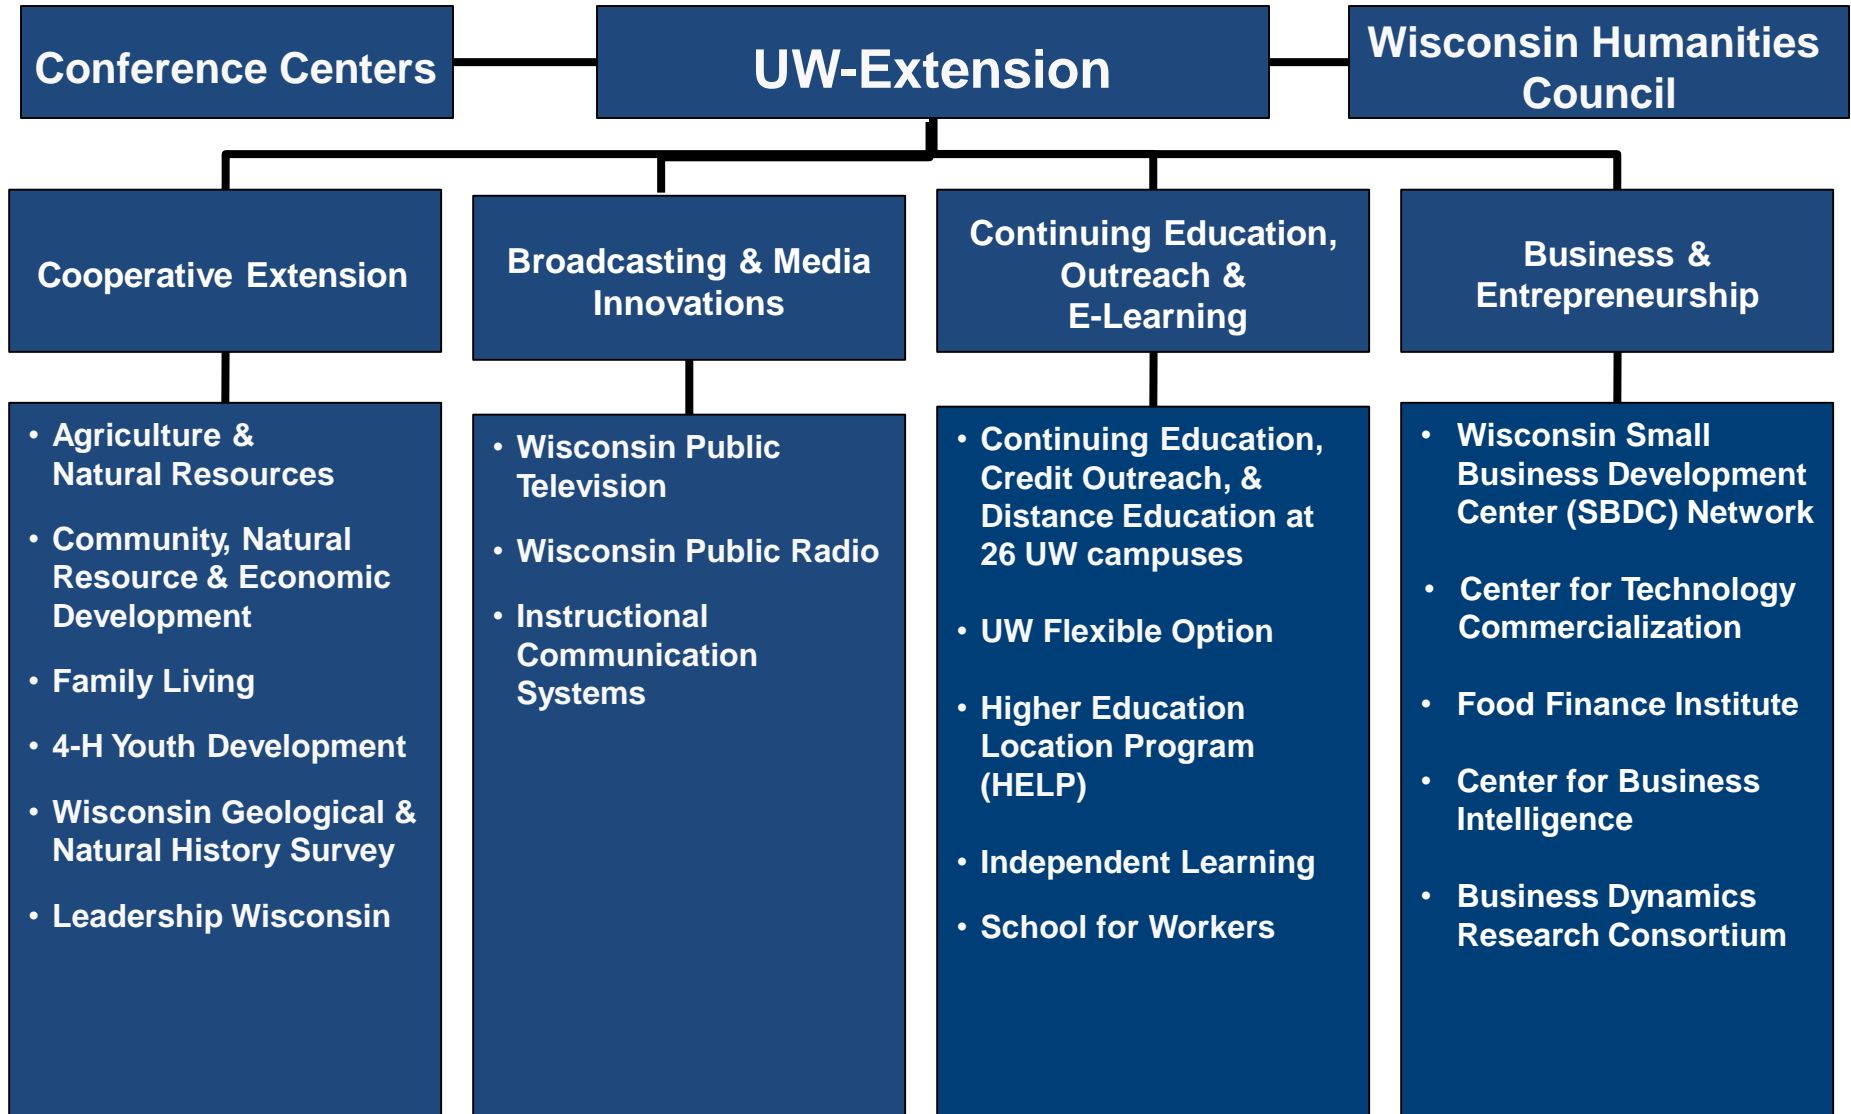 Conference Centers
UW-Extension
Wisconsin Humanities
Council
Cooperative Extension
Broadcasting & Media
Innovations
Continuing Education,
Outreach &
E-Learning
Business &
Entrepreneurship
• Agriculture &
Natural Resources
• Community, Natural
Resource & Economic
Development
• Family Living
• 4-H Youth Development
• Wisconsin Geological &
Natural History Survey
• Leadership Wisconsin
• Wisconsin Public
Television
• Wisconsin Public Radio
• Instructional
Communication
Systems
• Continuing Education,
Credit Outreach, &
Distance Education at
26 UW campuses
• UW Flexible Option
• Higher Education
Location Program
(HELP)
• Independent Learning
• School for Workers
• Wisconsin Small
Business Development
Center (SBDC) Network
• Center for Technology
Commercialization
• Food Finance Institute
• Center for Business
Intelligence
• Business Dynamics
Research Consortium